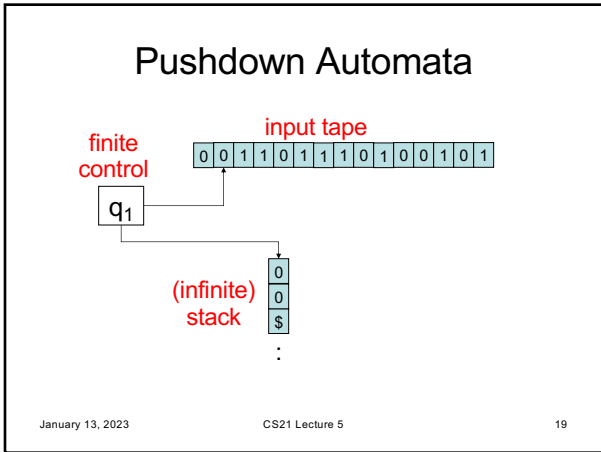 Pushdown Automata
input tape
finite
control
0 0 1 1 0 1 1 1 0 1 0 0 1 0 1
q₁
(infinite)
stack
0
0
$
:
January 13, 2023 CS21 Lecture 5 19